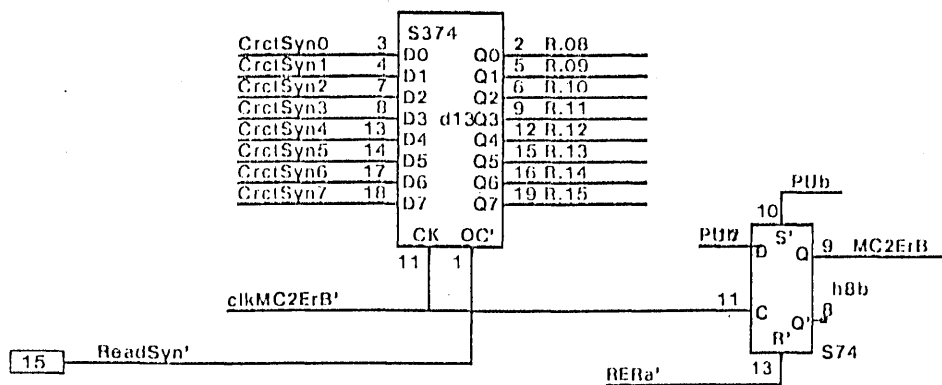 S374
CrctSyn0 3 D0 Q0 2 R.08
CrctSyn1 4 D1 Q1 5 R.09
CrctSyn2 7 D2 Q2 6 R.10
CrctSyn3 8 D3 d13 Q3 9 R.11
CrctSyn4 13 D4 Q4 12 R.12
CrctSyn5 14 D5 Q5 15 R.13
CrctSyn6 17 D6 Q6 16 R.14
CrctSyn7 18 D7 Q7 19 R.15
CK OC'
11 1
PUb
10 S'
D Q 9 MC2ErB
h8b
clkMC2ErB' 11 C
Q' 8
R'
15 ReadSyn'
S74
13
RERa'